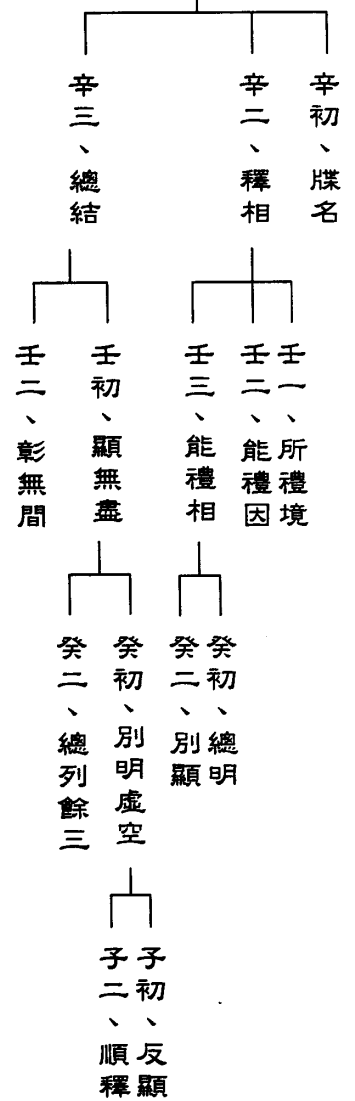 辛初、牒名
辛二、釋相
辛三、總結
壬一、所禮境
壬二、能禮因
壬三、能禮相
壬初、顯無盡
壬二、彰無間
癸初、總明
癸二、別顯
癸初、別明虛空
癸二、總列餘三
子初、反顯
子二、順釋